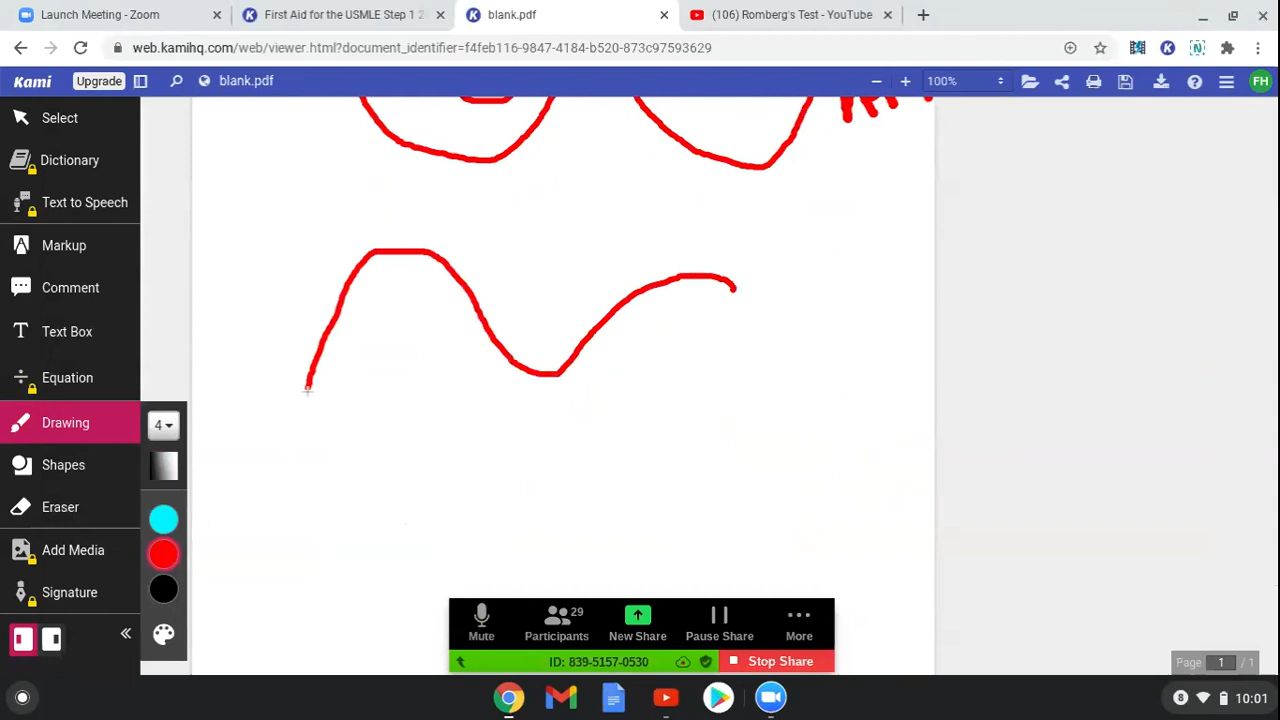 Launch Meeting - Zoom
First Aid for the USMLE Step 1 2
blank.pdf
(106) Romberg's Test - YouTube
web.kamihq.com/web/viewer.html?document_identifier=f4feb116-9847-4184-b520-873c97593629
Kami
Upgrade
blank.pdf
100%
FH
Select
Dictionary
Text to Speech
Markup
Comment
Text Box
Equation
Drawing
4
Shapes
Eraser
Add Media
Signature
29
Mute
Participants
New Share
Pause Share
More
ID: 839-5157-0530
Stop Share
Page 1 / 1
8
10:01